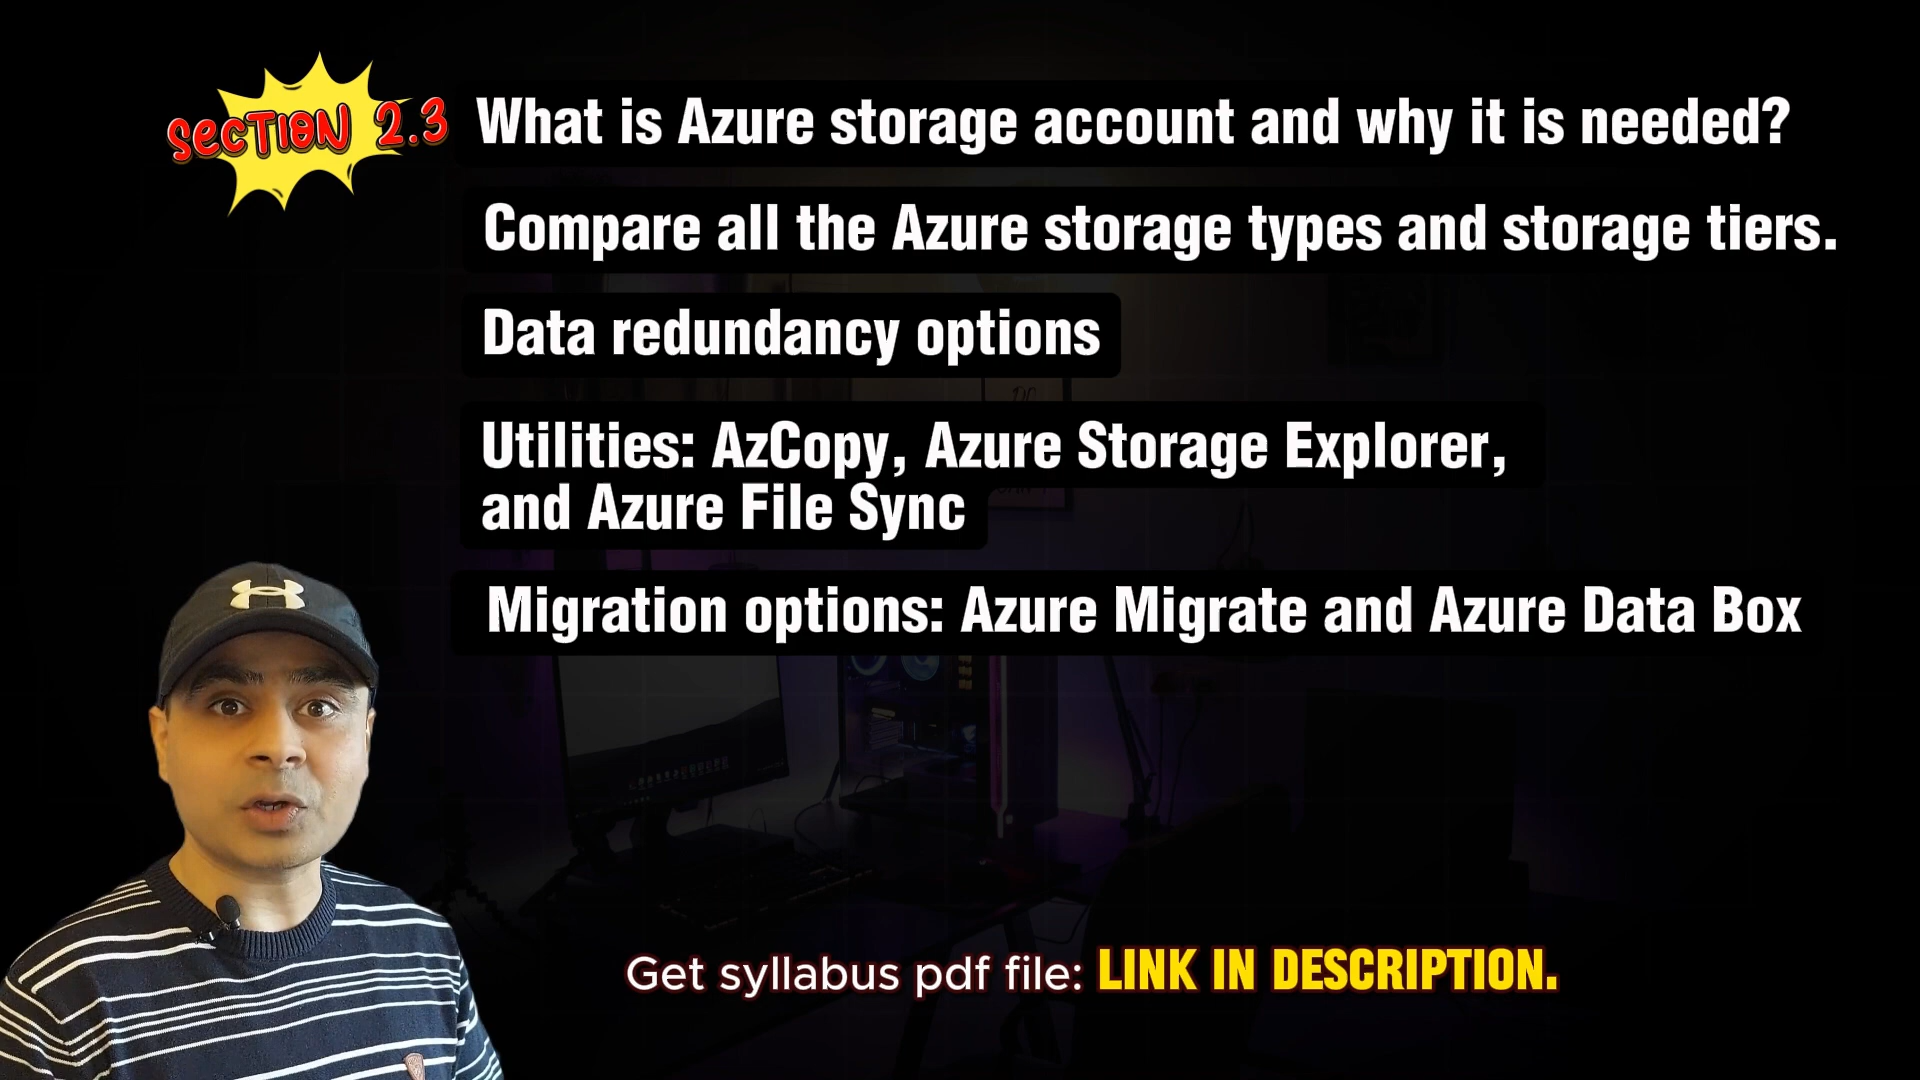 SECTION 2.3
What is Azure storage account and why it is needed?
Compare all the Azure storage types and storage tiers.
Data redundancy options
Utilities: AzCopy, Azure Storage Explorer,
and Azure File Sync
Migration options: Azure Migrate and Azure Data Box
Get syllabus pdf file: LINK IN DESCRIPTION.